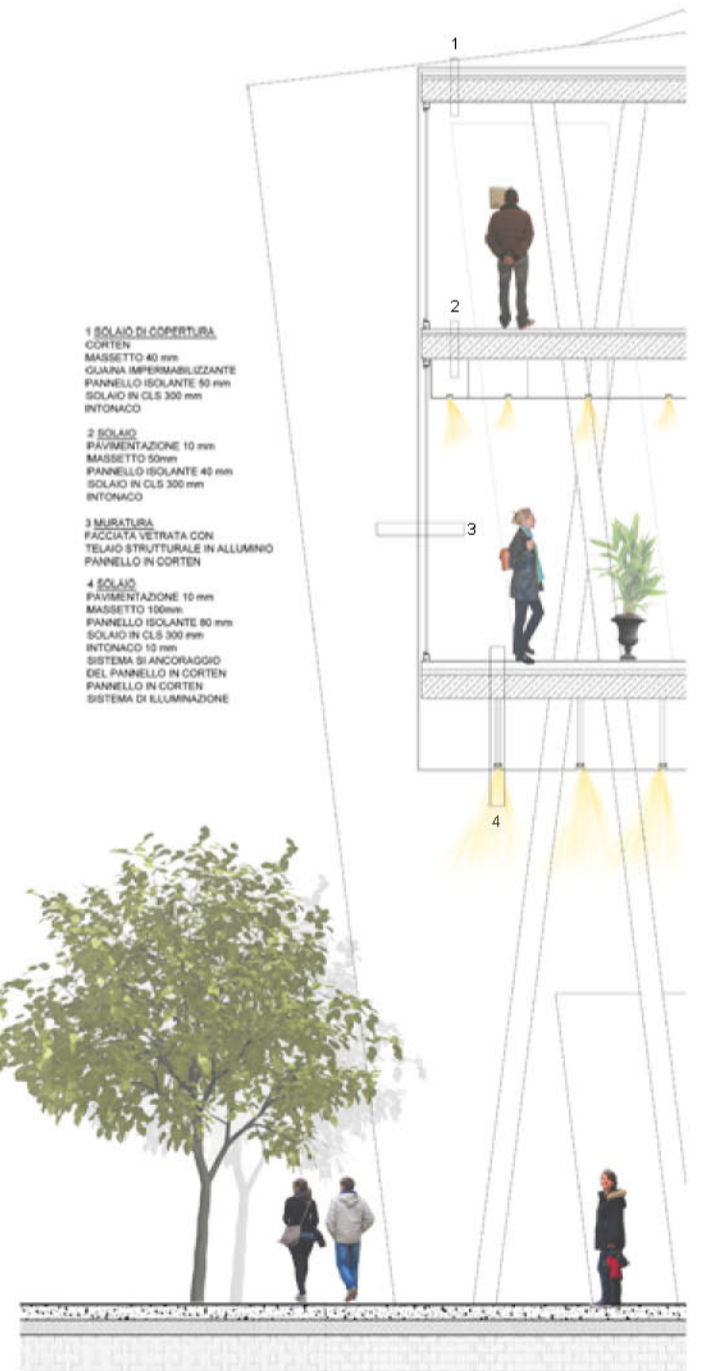 1
2
1 SOLAIO DI COPERTURA
CORTEN
MASSETTO 40 mm
GUAINA IMPERMABILIZZANTE
PANNELLO ISOLANTE 50 mm
SOLAIO IN CLS 300 mm
INTONACO
2 SOLAIO
PAVIMENTAZIONE 10 mm
MASSETTO 50mm
PANNELLO ISOLANTE 40 mm
SOLAIO IN CLS 300 mm
INTONACO
3 MURATURA
FACCIATA VETRATA CON
TELAIO STRUTTURALE IN ALLUMINIO
PANNELLO IN CORTEN
4 SOLAIO
PAVIMENTAZIONE 10 mm
MASSETTO 100mm
PANNELLO ISOLANTE 80 mm
SOLAIO IN CLS 300 mm
INTONACO 10 mm
SISTEMA SI ANCORAGGIO
DEL PANNELLO IN CORTEN
PANNELLO IN CORTEN
SISTEMA DI ILLUMINAZIONE
3
4